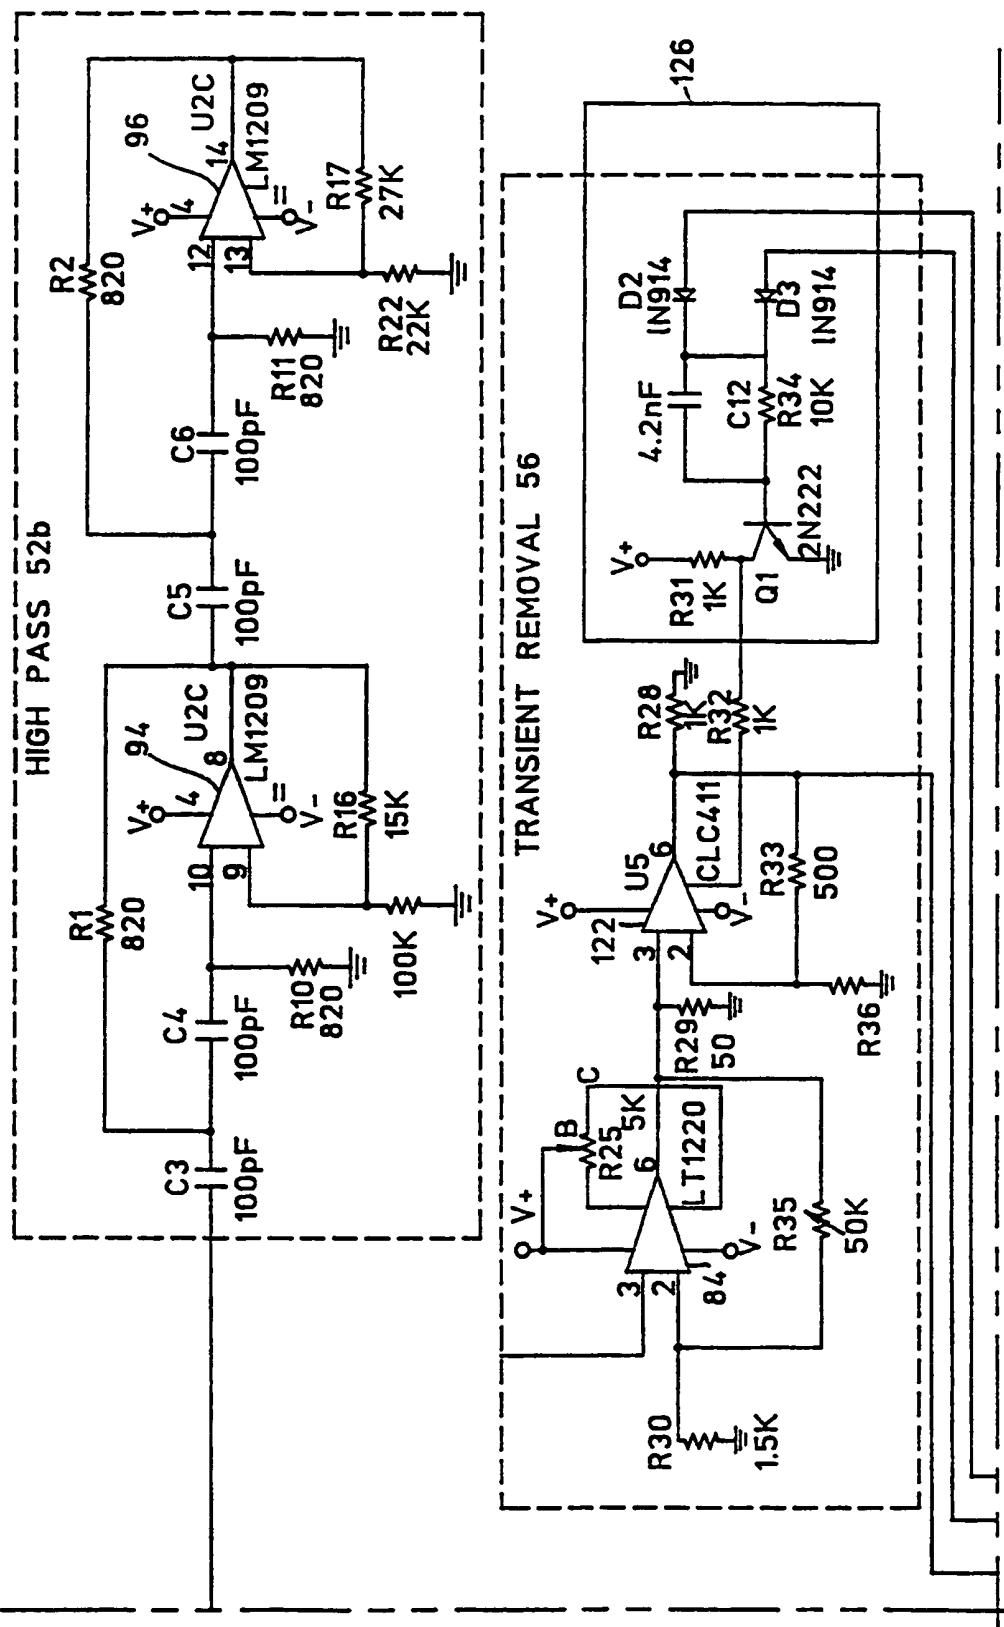 HIGH PASS 52b
R1
820
C3
100pF
C4
100pF
R10
820
V+
4
94
10
9
8
U2C
LM1209
=
V-
R16
15K
100K
C5
100pF
R2
820
C6
100pF
R11
820
V+
4
96
12
13
14
U2C
LM1209
=
V-
R17
27K
R22
22K
TRANSIENT REMOVAL 56
R30
1.5K
V+
3
2
84
V-
6
B
R25
C
5K
LT1220
R35
50K
R29
50
V+
122
3
2
U5
6
CLC411
V-
R36
R33
500
R28
1K
R32
1K
V+
R31
1K
Q1
2N222
4.2nF
C12
R34
10K
D2
IN914
D3
IN914
126